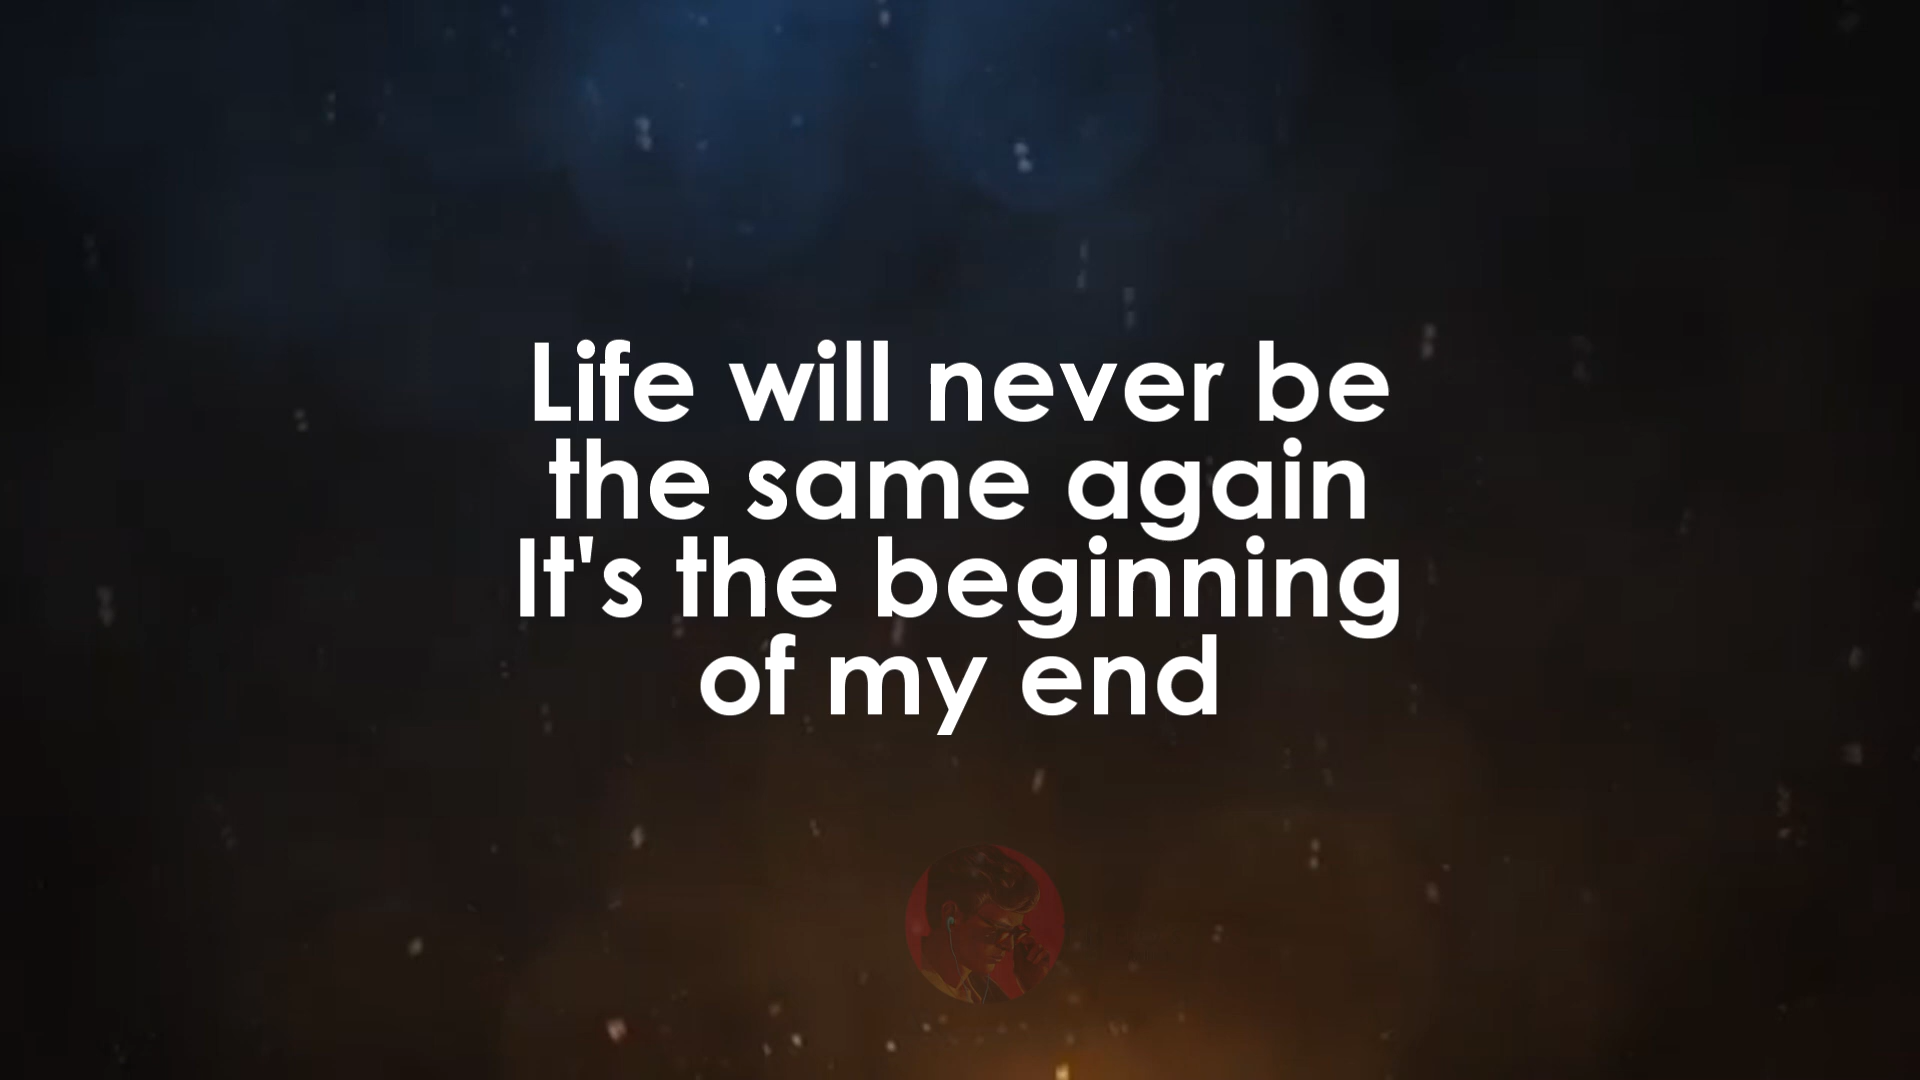 Life will never be
the same again
It's the beginning
of my end